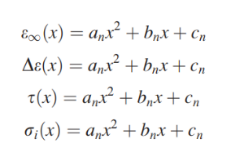 ε∞(x) = aₙx² + bₙx + cₙ
Δε(x) = aₙx² + bₙx + cₙ
τ(x) = aₙx² + bₙx + cₙ
σᵢ(x) = aₙx² + bₙx + cₙ